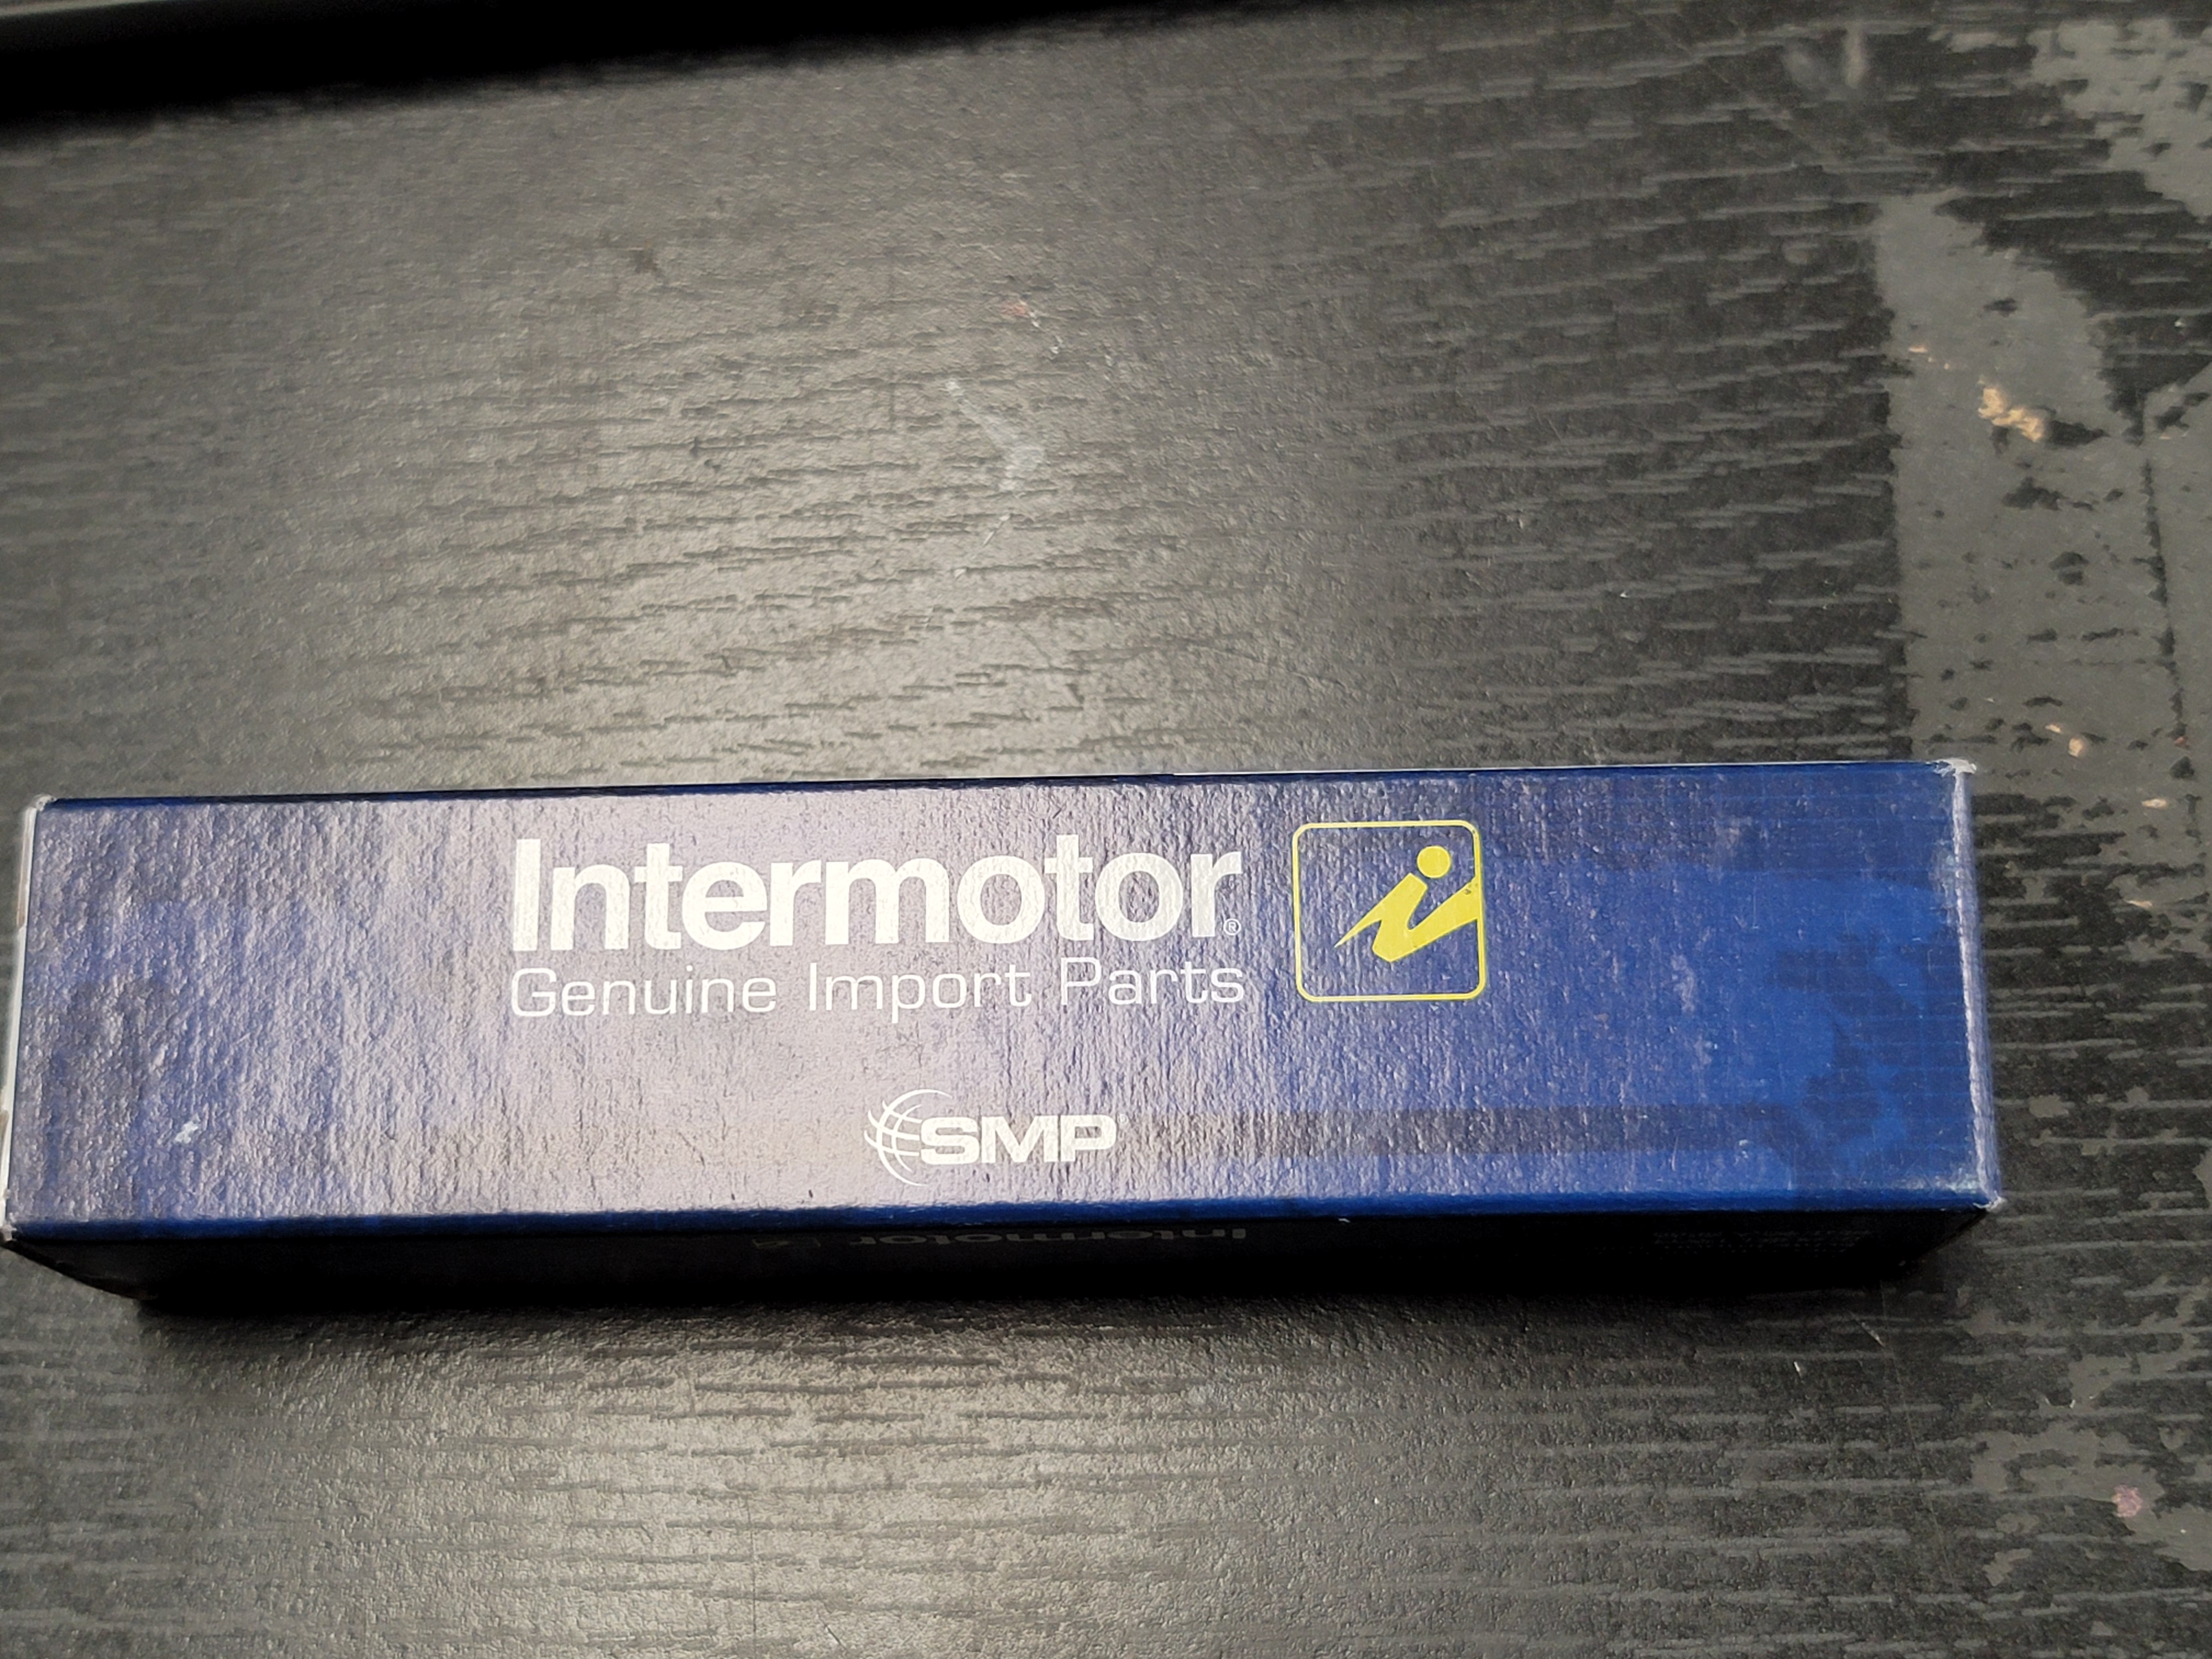 Intermotor®
Genuine Import Parts
SMP
Intermotor